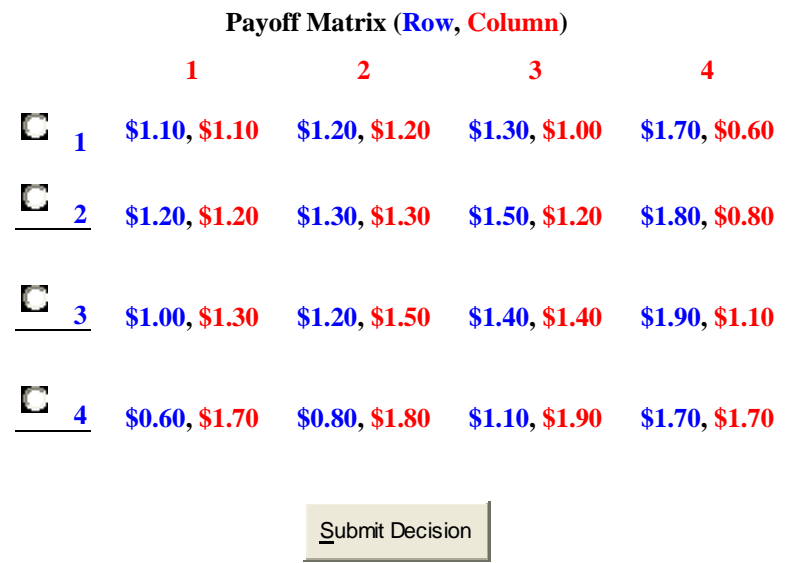 Payoff Matrix (Row, Column)
1 2 3 4
1 $1.10, $1.10 $1.20, $1.20 $1.30, $1.00 $1.70, $0.60
2 $1.20, $1.20 $1.30, $1.30 $1.50, $1.20 $1.80, $0.80
3 $1.00, $1.30 $1.20, $1.50 $1.40, $1.40 $1.90, $1.10
4 $0.60, $1.70 $0.80, $1.80 $1.10, $1.90 $1.70, $1.70
Submit Decision